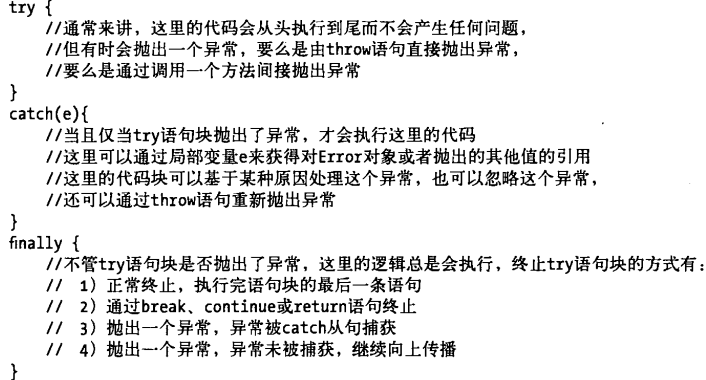 try {
//通常来讲，这里的代码会从头执行到尾而不会产生任何问题，
//但有时会抛出一个异常，要么是由throw语句直接抛出异常，
//要么是通过调用一个方法间接抛出异常
}
catch(e){
//当且仅当try语句块抛出了异常，才会执行这里的代码
//这里可以通过局部变量e来获得对Error对象或者抛出的其他值的引用
//这里的代码块可以基于某种原因处理这个异常，也可以忽略这个异常，
//还可以通过throw语句重新抛出异常
}
finally {
//不管try语句块是否抛出了异常，这里的逻辑总是会执行，终止try语句块的方式有：
// 1）正常终止，执行完语句块的最后一条语句
// 2）通过break、continue或return语句终止
// 3）抛出一个异常，异常被catch从句捕获
// 4）抛出一个异常，异常未被捕获，继续向上传播
}